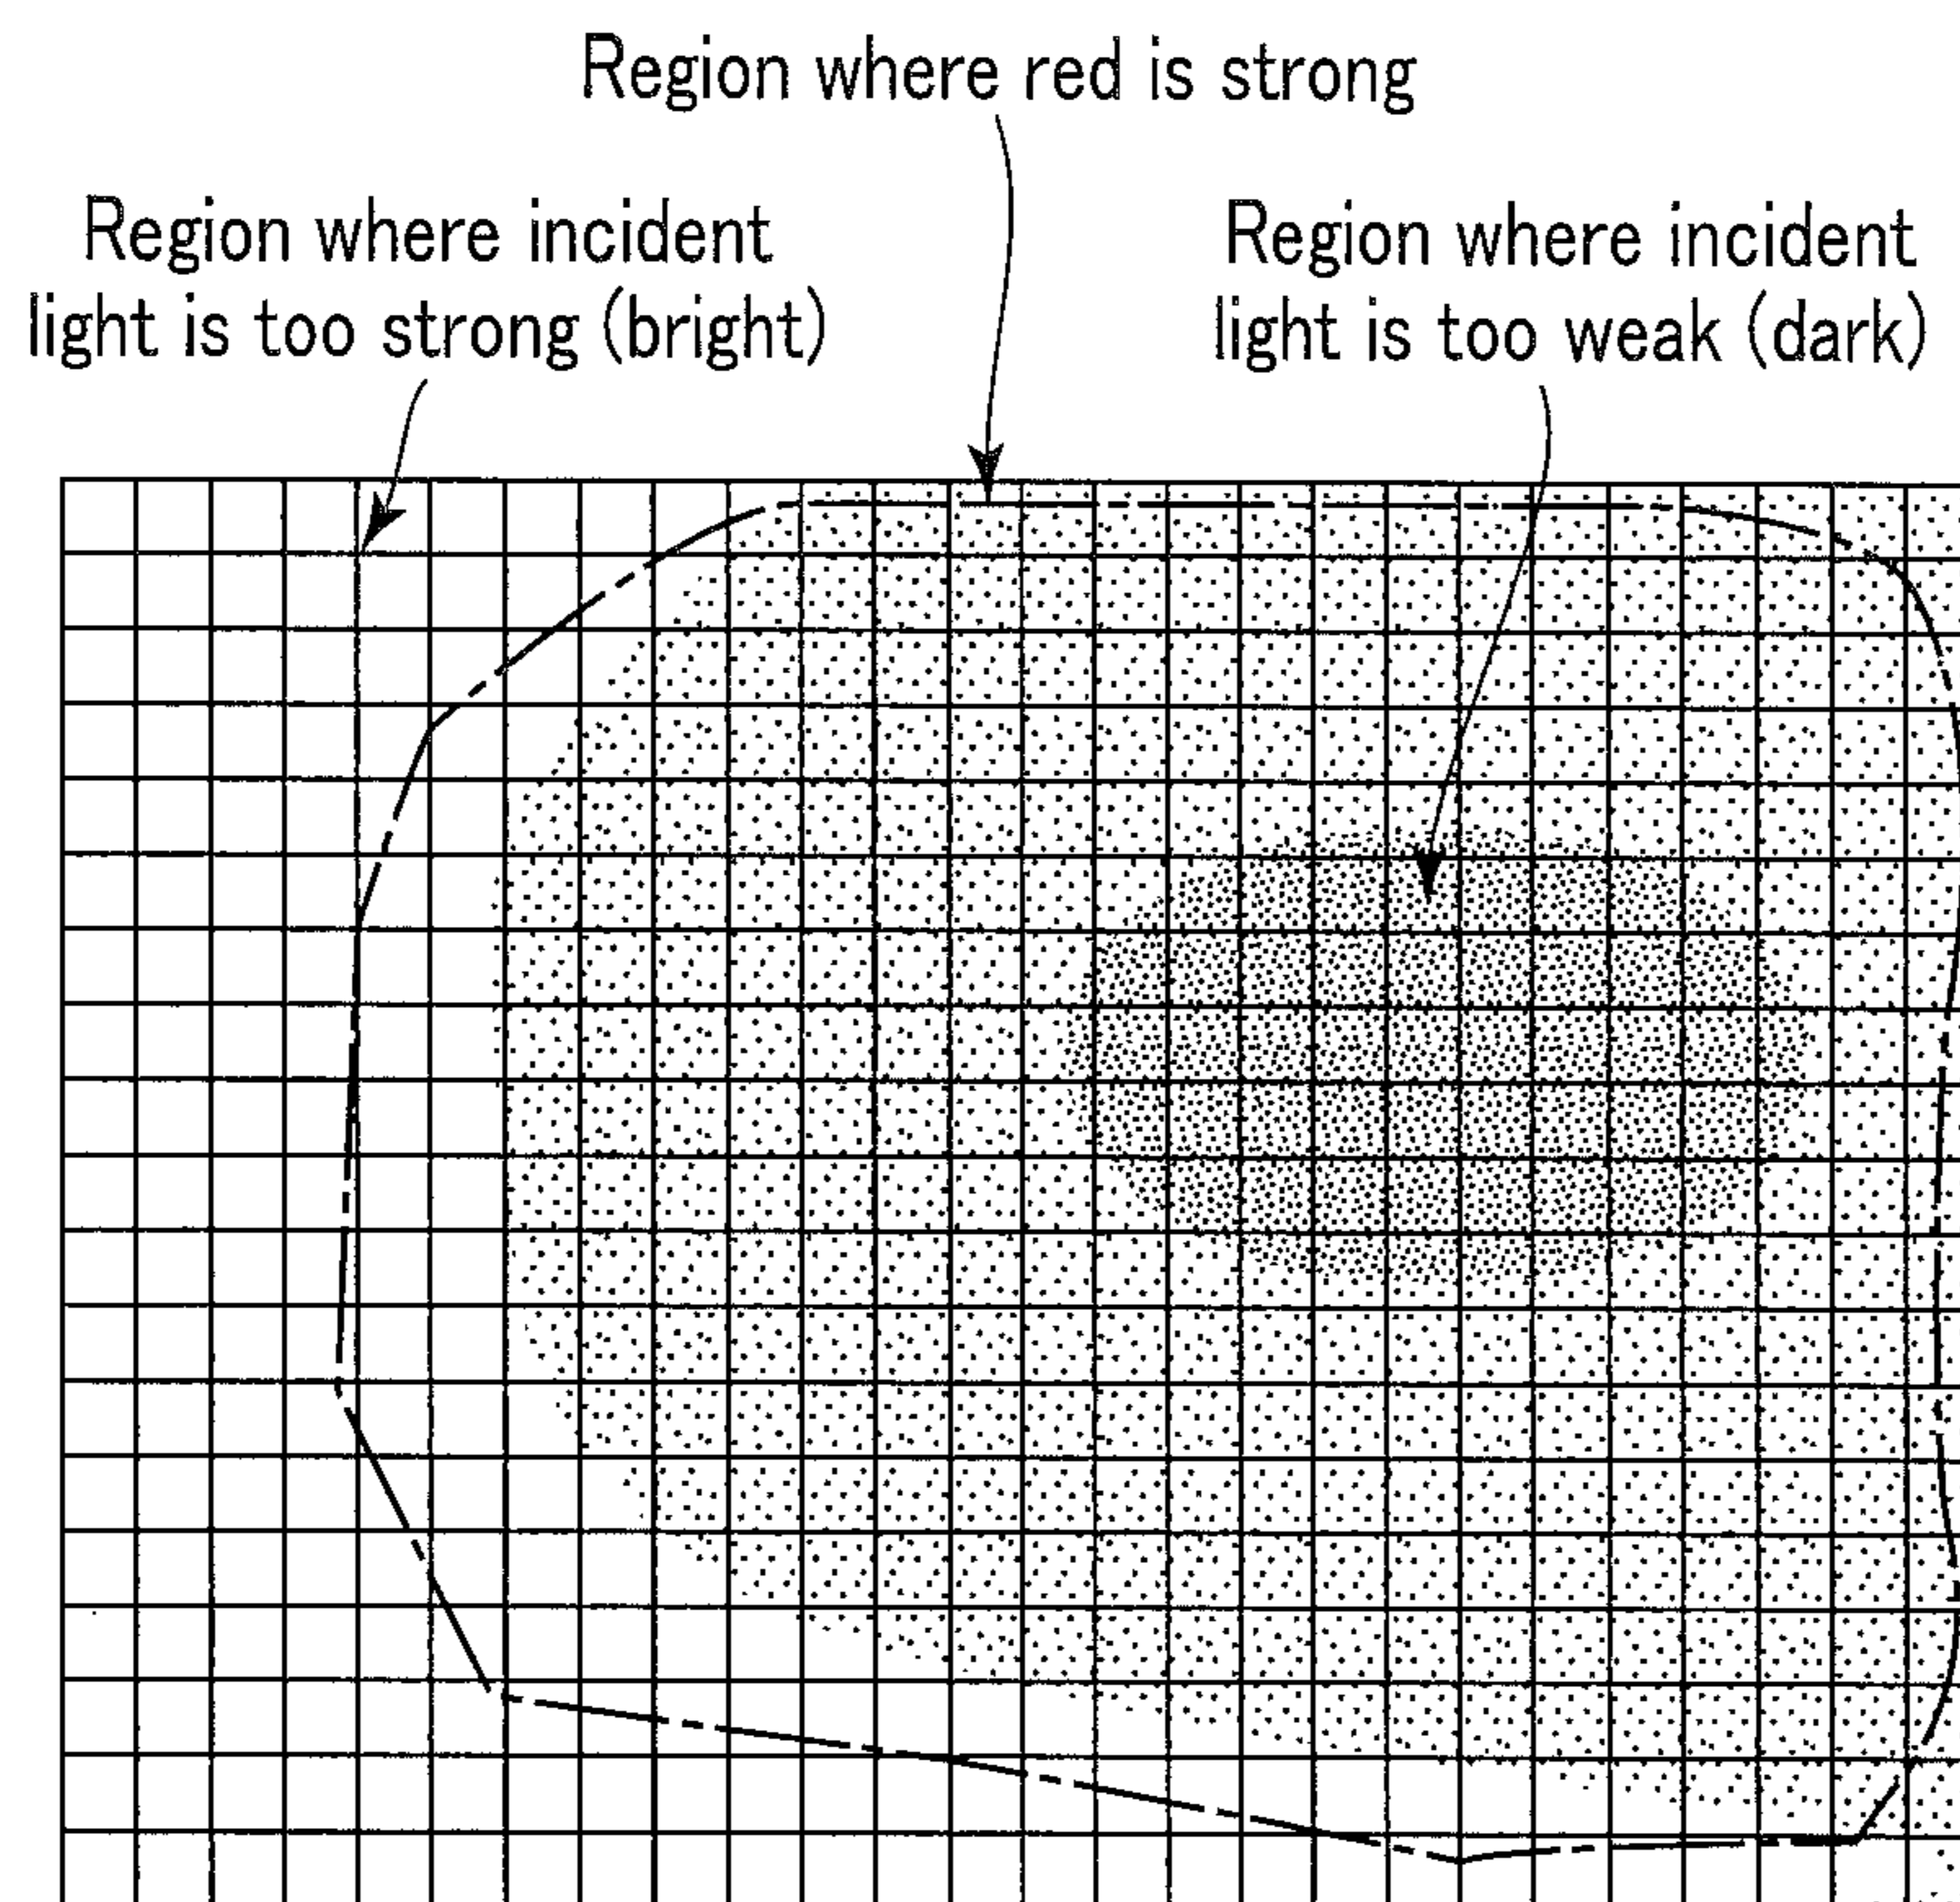 Region where red is strong
Region where incident
light is too strong (bright)
Region where incident
light is too weak (dark)